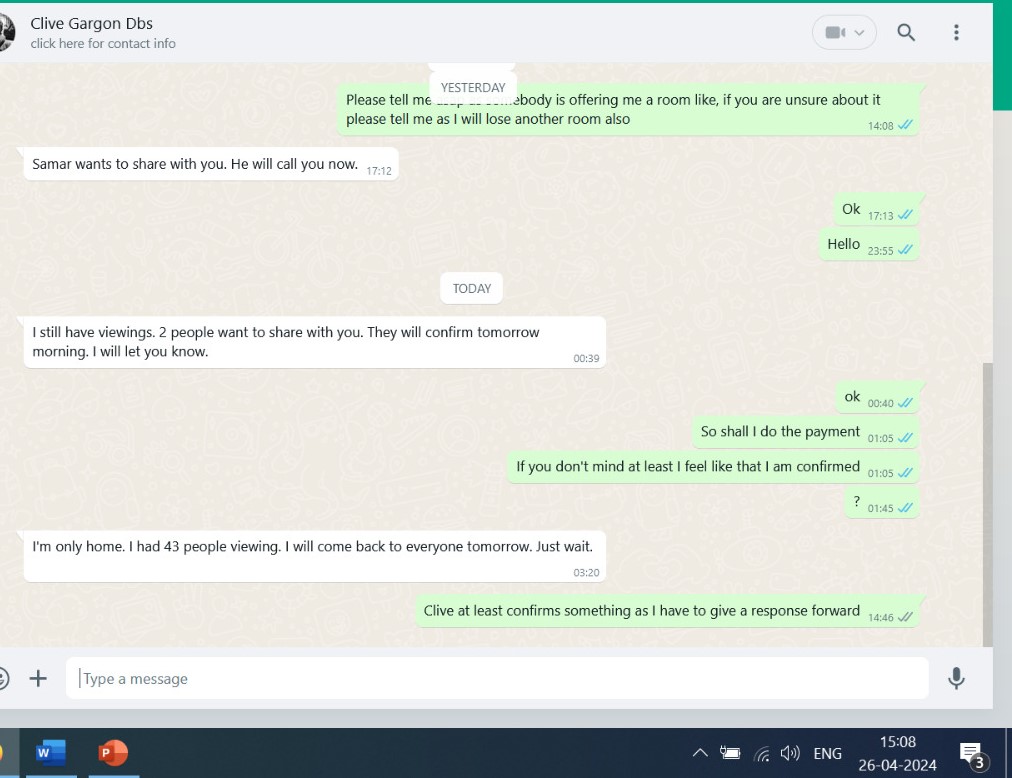 Clive Gargon Dbs
click here for contact info
YESTERDAY
Please tell me asap as somebody is offering me a room like, if you are unsure about it
please tell me as I will lose another room also
14:08
Samar wants to share with you. He will call you now. 17:12
Ok 17:13
Hello 23:55
TODAY
I still have viewings. 2 people want to share with you. They will confirm tomorrow
morning. I will let you know.
00:39
ok 00:40
So shall I do the payment 01:05
If you don't mind at least I feel like that I am confirmed 01:05
? 01:45
I'm only home. I had 43 people viewing. I will come back to everyone tomorrow. Just wait.
03:20
Clive at least confirms something as I have to give a response forward 14:46
Type a message
W
P
ENG
15:08
26-04-2024
3